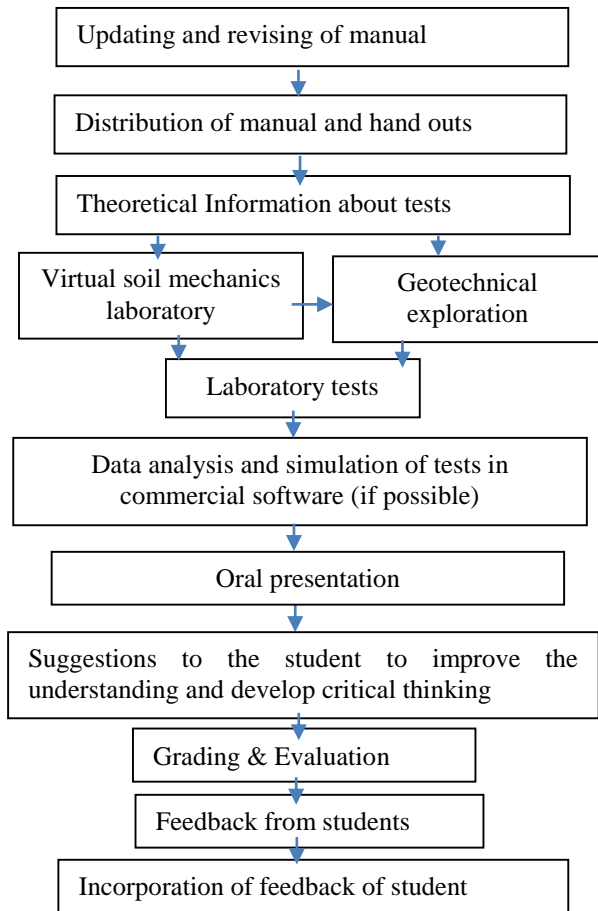 Updating and revising of manual
Distribution of manual and hand outs
Theoretical Information about tests
Virtual soil mechanics
laboratory
Geotechnical
exploration
Laboratory tests
Data analysis and simulation of tests in
commercial software (if possible)
Oral presentation
Suggestions to the student to improve the
understanding and develop critical thinking
Grading & Evaluation
Feedback from students
Incorporation of feedback of student